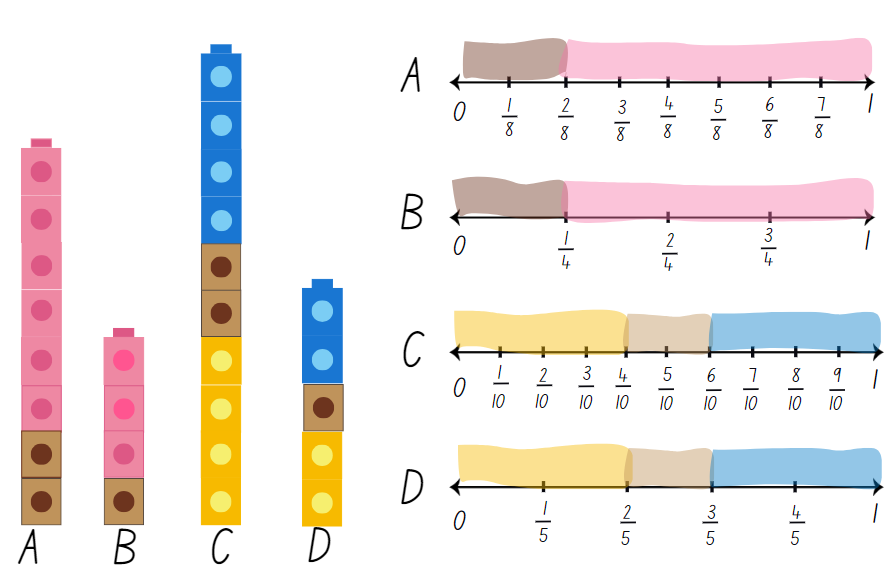 A B C D
A
0 1/8 2/8 3/8 4/8 5/8 6/8 7/8 1
B
0 1/4 2/4 3/4 1
C
0 1/10 2/10 3/10 4/10 5/10 6/10 7/10 8/10 9/10 1
D
0 1/5 2/5 3/5 4/5 1